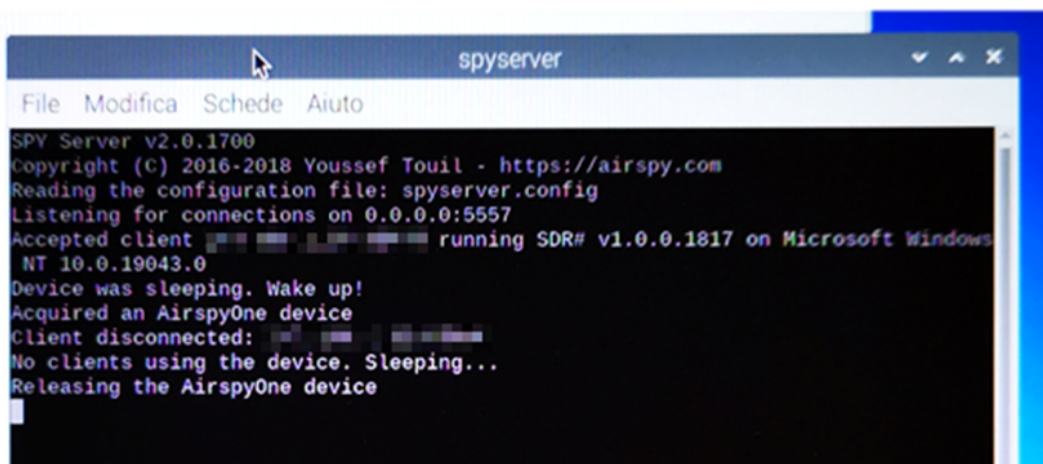 spyserver
File Modifica Schede Aiuto
SPY Server v2.0.1700
Copyright (C) 2016-2018 Youssef Touil - https://airspy.com
Reading the configuration file: spyserver.config
Listening for connections on 0.0.0.0:5557
Accepted client running SDR# v1.0.0.1817 on Microsoft Windows
NT 10.0.19043.0
Device was sleeping. Wake up!
Acquired an AirspyOne device
Client disconnected:
No clients using the device. Sleeping...
Releasing the AirspyOne device